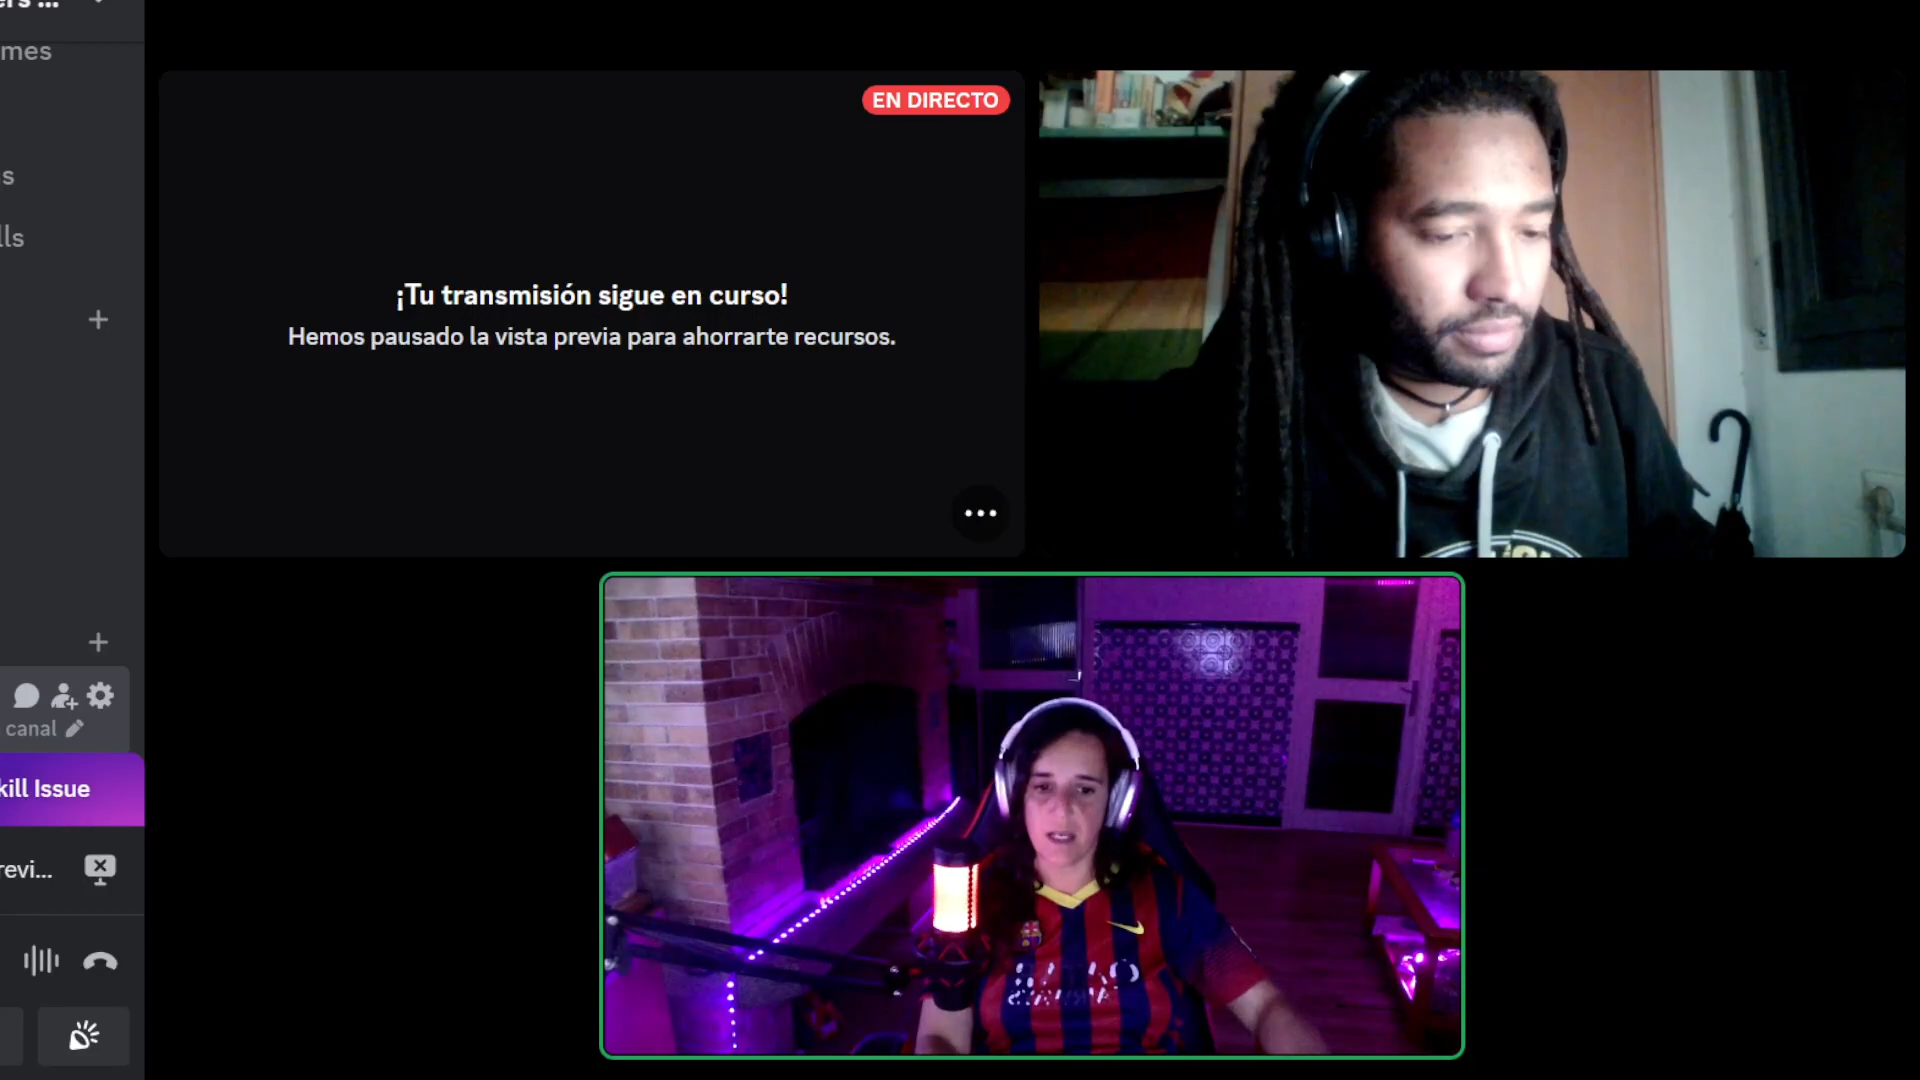 ers ...
mes
s
lls
canal
kill Issue
revi...
EN DIRECTO
¡Tu transmisión sigue en curso!
Hemos pausado la vista previa para ahorrarte recursos.